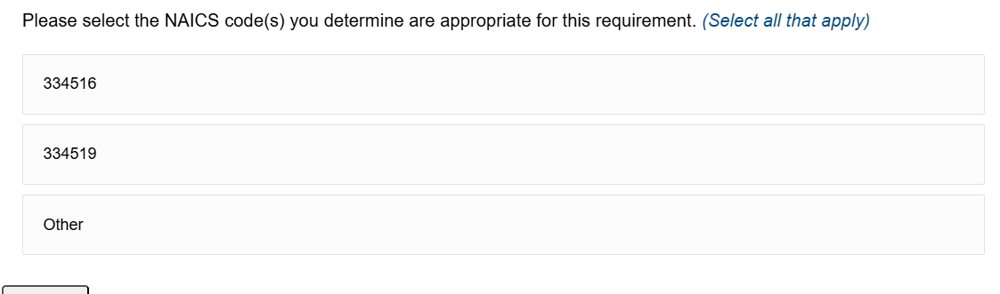 Please select the NAICS code(s) you determine are appropriate for this requirement. (Select all that apply)
334516
334519
Other